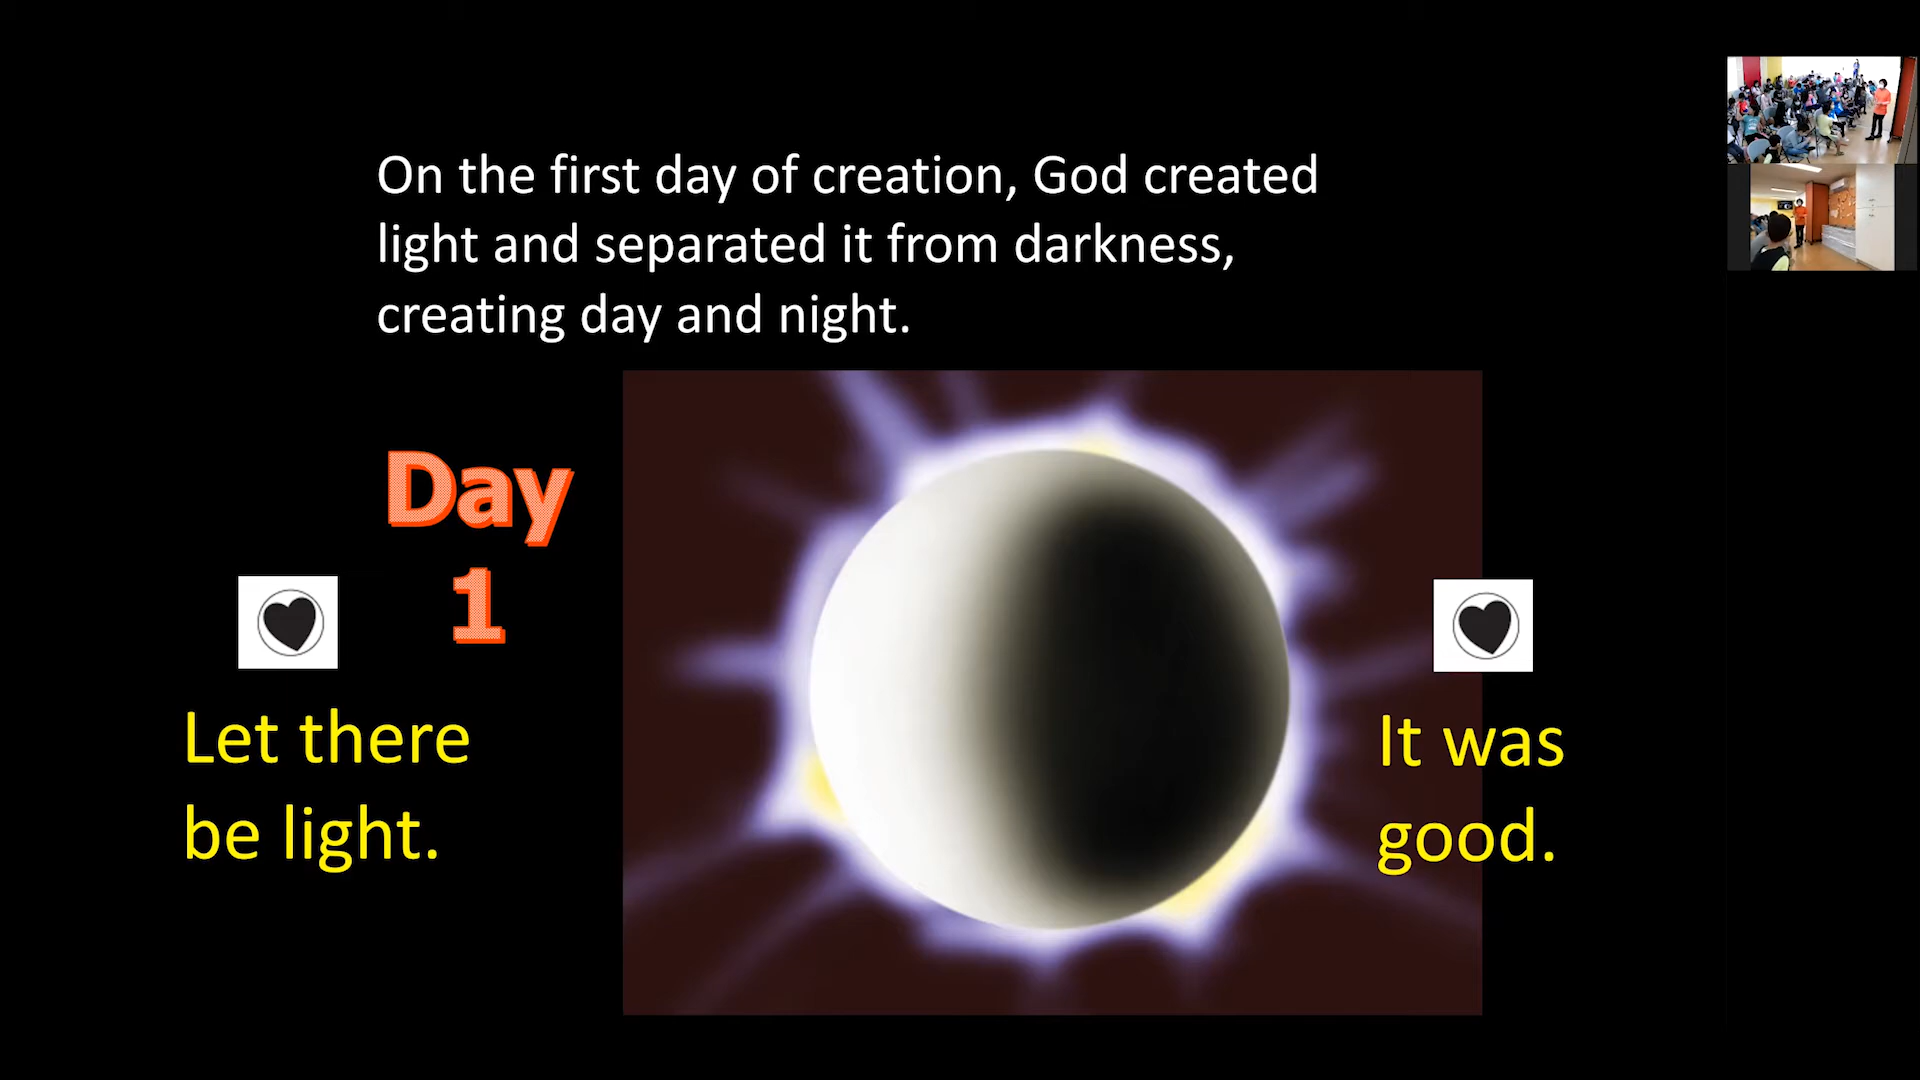 On the first day of creation, God created
light and separated it from darkness,
creating day and night.
Day
1
Let there
be light.
It was
good.